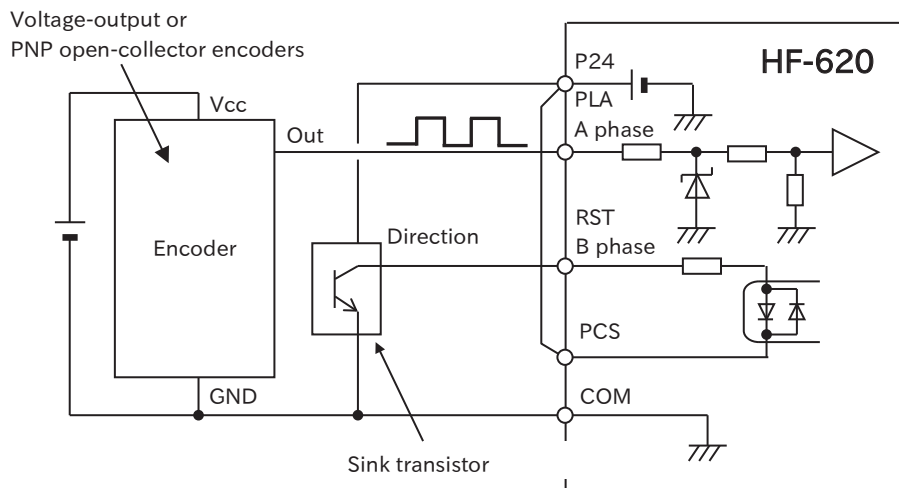 Voltage-output or
PNP open-collector encoders
P24
HF-620
Vcc
PLA
Out
A phase
RST
Direction
B phase
Encoder
PCS
GND
COM
Sink transistor